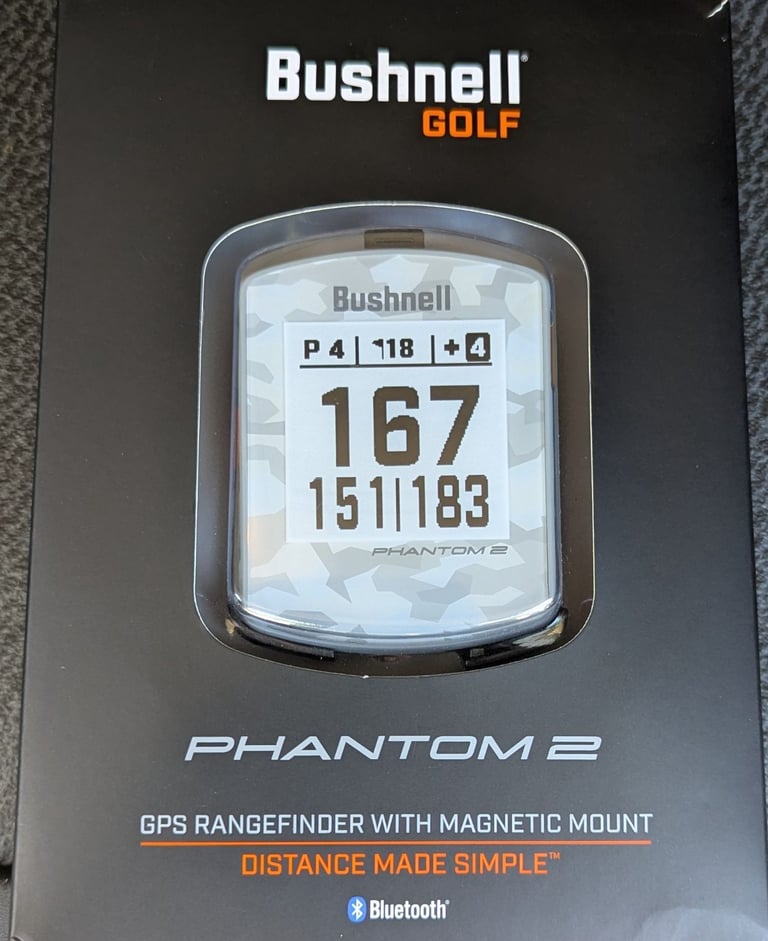 Bushnell®
GOLF
Bushnell
P 4 | 18 | +4
167
151|183
PHANTOM 2
PHANTOM 2
GPS RANGEFINDER WITH MAGNETIC MOUNT
DISTANCE MADE SIMPLE™
Bluetooth®